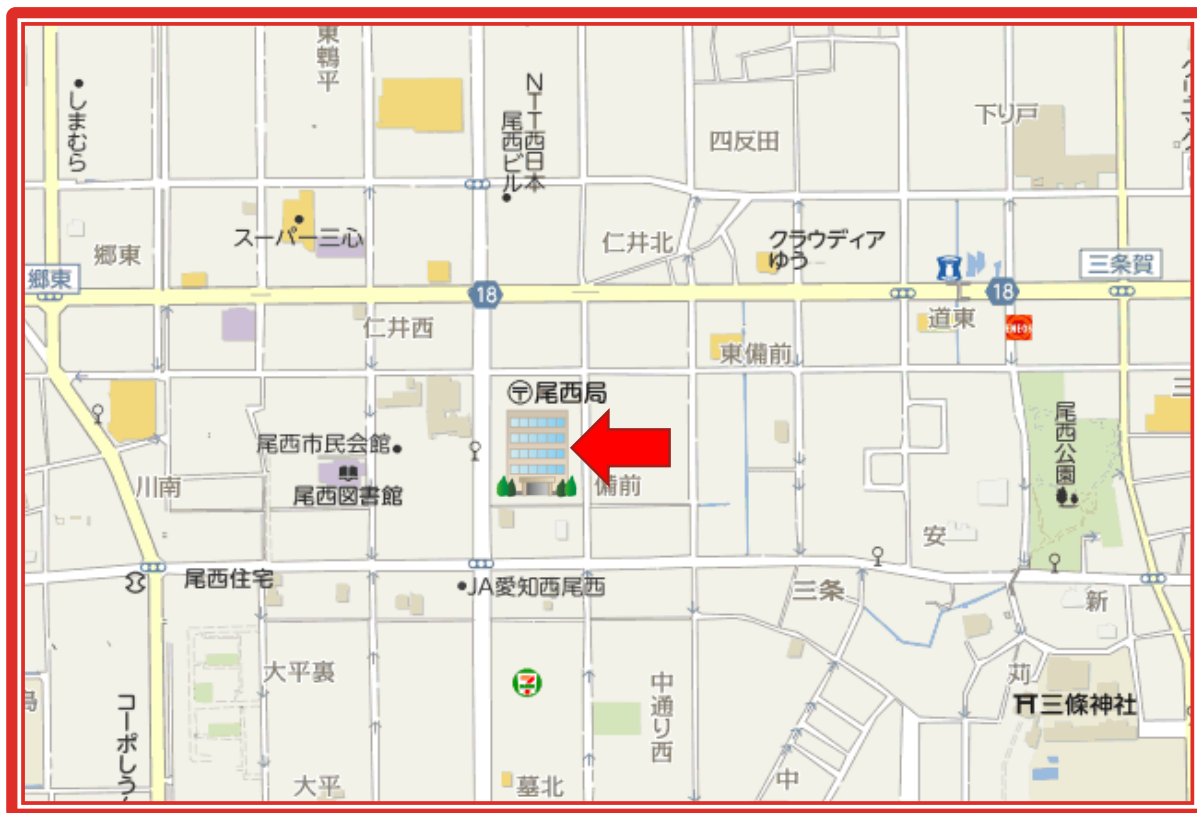 東鶴平
しまむら
NTT西日本
尾西ビル
四反田
下り戸
スーパー三心
郷東
仁井北
クラウディア
ゆう
三条賀
郷東
18
18
仁井西
道東
ENEOS
東備前
〒尾西局
三
尾西市民会館
尾西図書館
備前
川南
尾西公園
安
尾西住宅
JA愛知西尾西
三条
新
大平裏
7
中通り西
苅
三條神社
島
コーポしう
大平
墓北
中